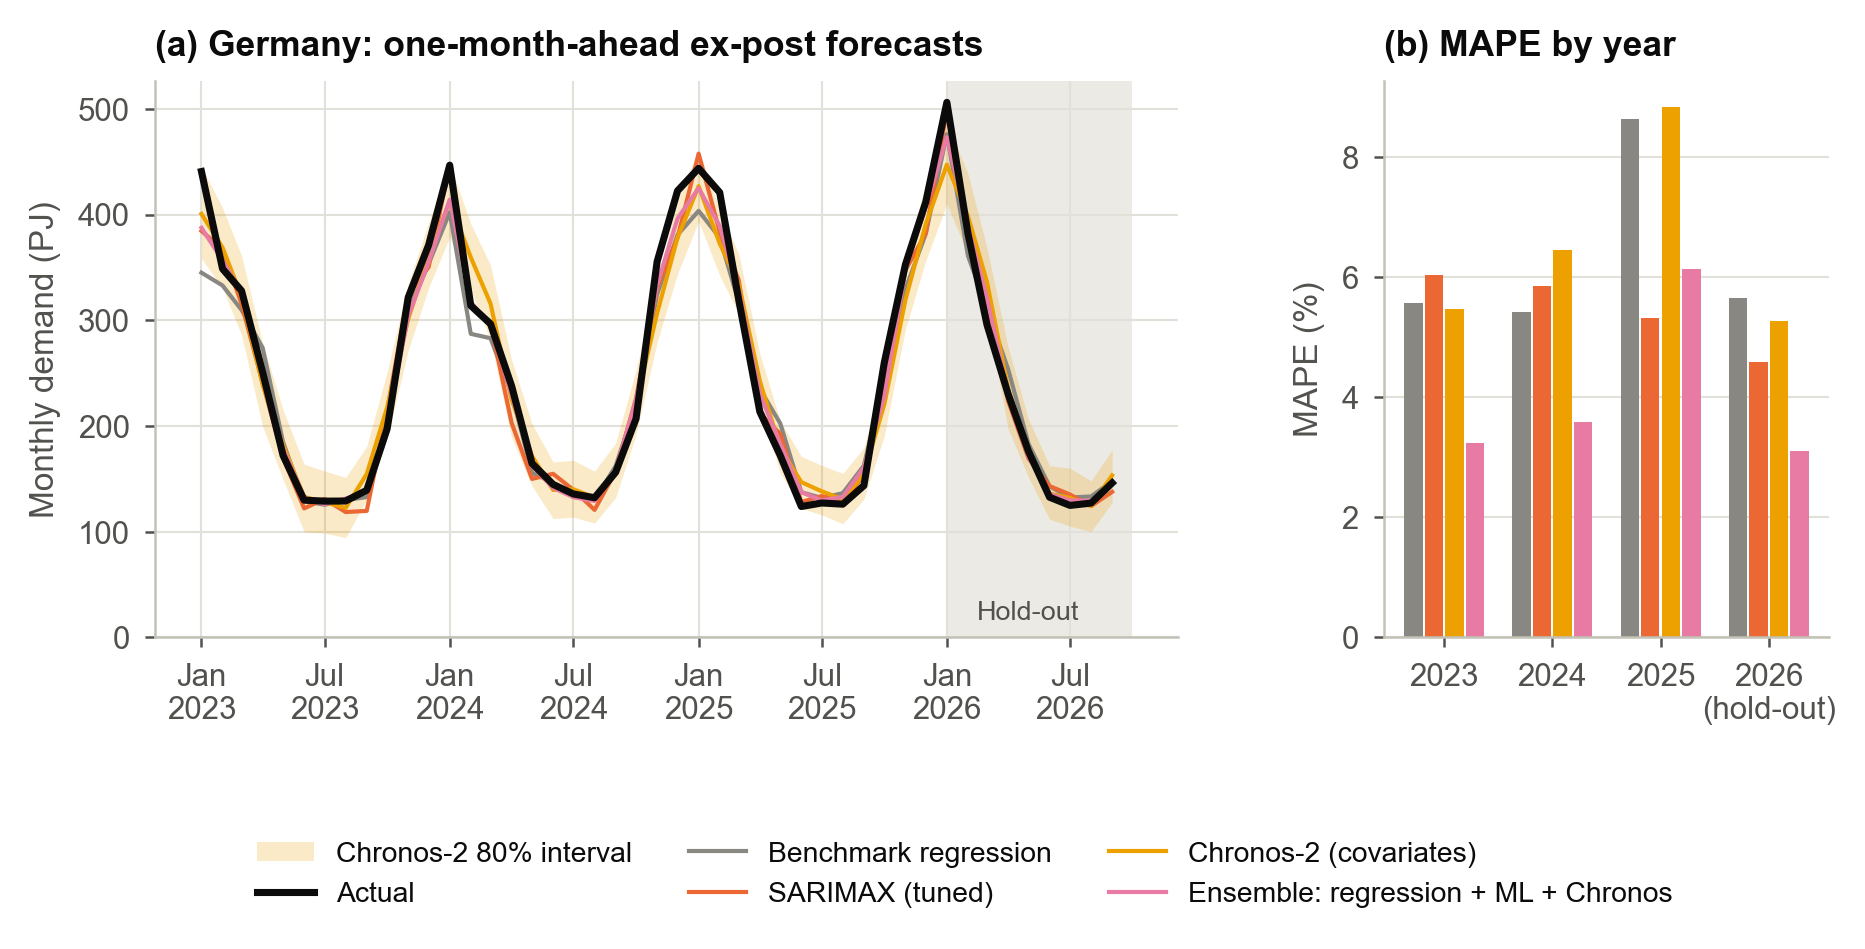 (a) Germany: one-month-ahead ex-post forecasts
Monthly demand (PJ)
500
400
300
200
100
0
Hold-out
Jan Jul Jan Jul Jan Jul Jan Jul
2023 2023 2024 2024 2025 2025 2026 2026
(b) MAPE by year
MAPE (%)
8
6
4
2
0
2023 2024 2025 2026
(hold-out)
Chronos-2 80% interval
Actual
Benchmark regression
SARIMAX (tuned)
Chronos-2 (covariates)
Ensemble: regression + ML + Chronos